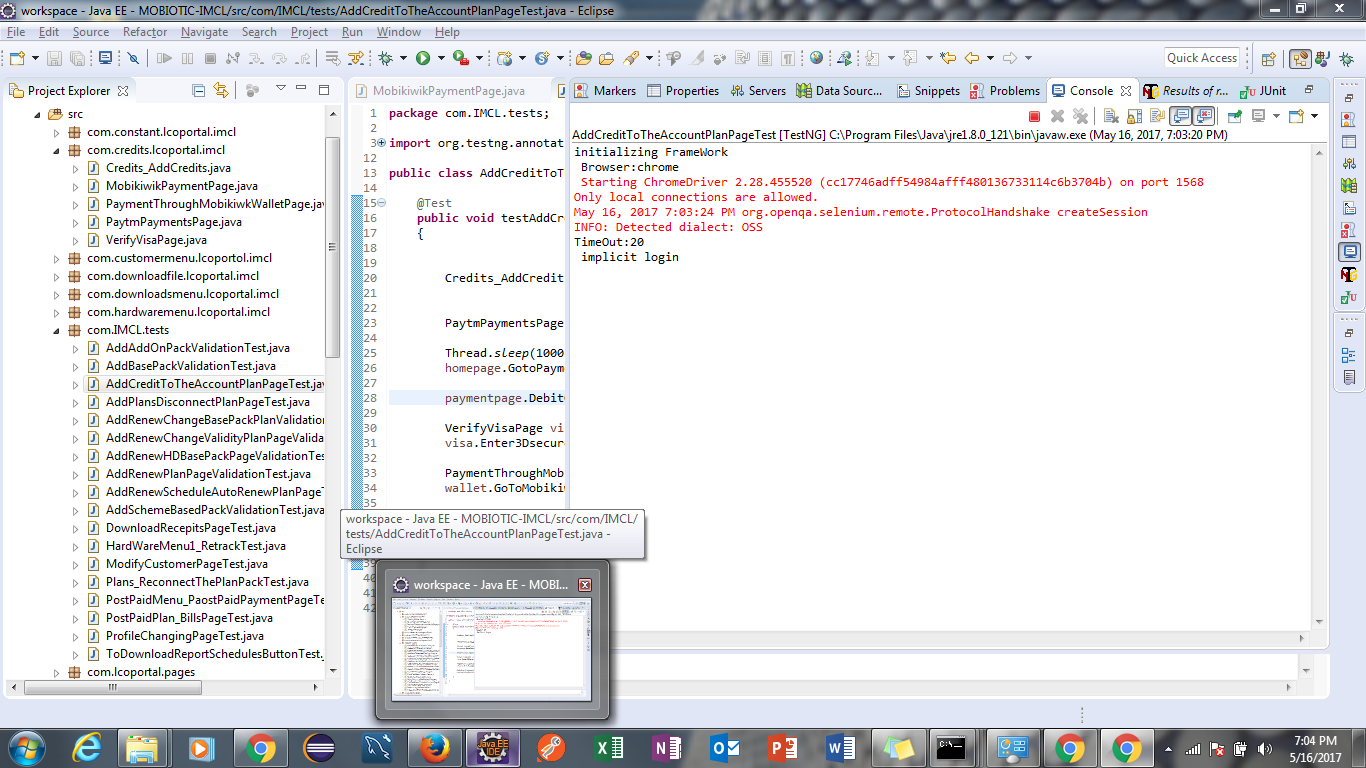 workspace - Java EE - MOBIOTIC-IMCL/src/com/IMCL/tests/AddCreditToTheAccountPlanPageTest.java - Eclipse
File Edit Source Refactor Navigate Search Project Run Window Help
Quick Access
Project Explorer
src
com.constant.lcoportal.imcl
com.credits.lcoportal.imcl
Credits_AddCredits.java
MobikiwikPaymentPage.java
PaymentThroughMobikiwkWalletPage.jav
PaytmPaymentsPage.java
VerifyVisaPage.java
com.customermenu.lcoportol.imcl
com.downloadfile.lcoportal.imcl
com.downloadsmenu.lcoportal.imcl
com.hardwaremenu.lcoportal.imcl
com.IMCL.tests
AddAddOnPackValidationTest.java
AddBasePackValidationTest.java
AddCreditToTheAccountPlanPageTest.jav
AddPlansDisconnectPlanPageTest.java
AddRenewChangeBasePackPlanValidation
AddRenewChangeValidityPlanPageValida
AddRenewHDBasePackPageValidationTes
AddRenewPlanPageValidationTest.java
AddRenewScheduleAutoRenewPlanPageT
AddSchemeBasedPackValidationTest.java
DownloadRecepitsPageTest.java
HardWareMenu1_RetrackTest.java
ModifyCustomerPageTest.java
Plans_ReconnectThePlanPackTest.java
PostPaidMenu_PaostPaidPaymentPageTe
PostPaidPlan_BillsPageTest.java
ProfileChangingPageTest.java
ToDownloadReportSchedulesButtonTest.
com.lcoportal.pages
MobikiwikPaymentPage.java
1 package com.IMCL.tests;
2
3 import org.testng.annotat
12
13 public class AddCreditToT
14
15 @Test
16 public void testAddCre
17 {
18
19
20 Credits_AddCredit
21
22
23 PaytmPaymentsPage
24
25 Thread.sleep(1000
26 homepage.GotoPaym
27
28 paymentpage.Debit
29
30 VerifyVisaPage vi
31 visa.Enter3Dsecur
32
33 PaymentThroughMob
34 wallet.GoToMobiki
35
39
40
41
42
Markers Properties Servers Data Sourc... Snippets Problems Console Results of r... JUnit
AddCreditToTheAccountPlanPageTest [TestNG] C:\Program Files\Java\jre1.8.0_121\bin\javaw.exe (May 16, 2017, 7:03:20 PM)
initializing FrameWork
Browser:chrome
Starting ChromeDriver 2.28.455520 (cc17746adff54984afff480136733114c6b3704b) on port 1568
Only local connections are allowed.
May 16, 2017 7:03:24 PM org.openqa.selenium.remote.ProtocolHandshake createSession
INFO: Detected dialect: OSS
TimeOut:20
implicit login
workspace - Java EE - MOBIOTIC-IMCL/src/com/IMCL/
tests/AddCreditToTheAccountPlanPageTest.java -
Eclipse
workspace - Java EE - MOBI...
Java EE
IDE
7:04 PM
5/16/2017